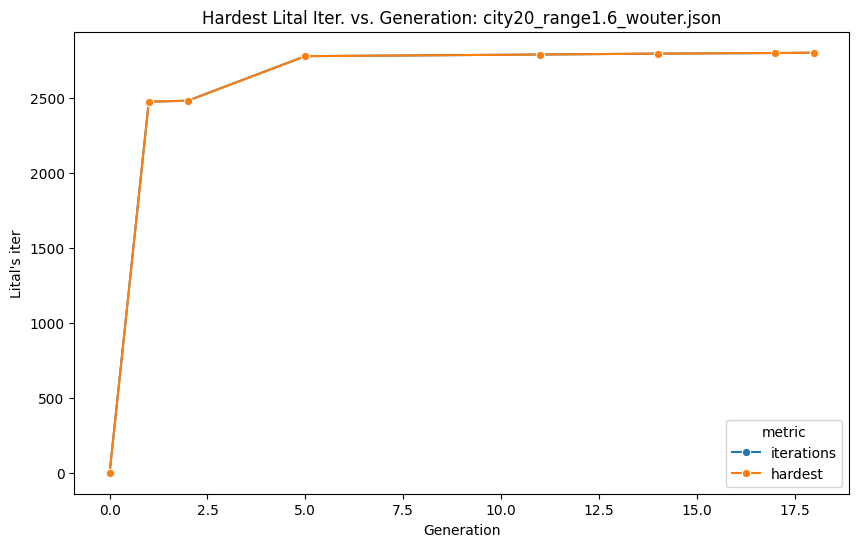 Hardest Lital Iter. vs. Generation: city20_range1.6_wouter.json
Lital's iter
2500
2000
1500
1000
500
0
0.0 2.5 5.0 7.5 10.0 12.5 15.0 17.5
Generation
metric
iterations
hardest